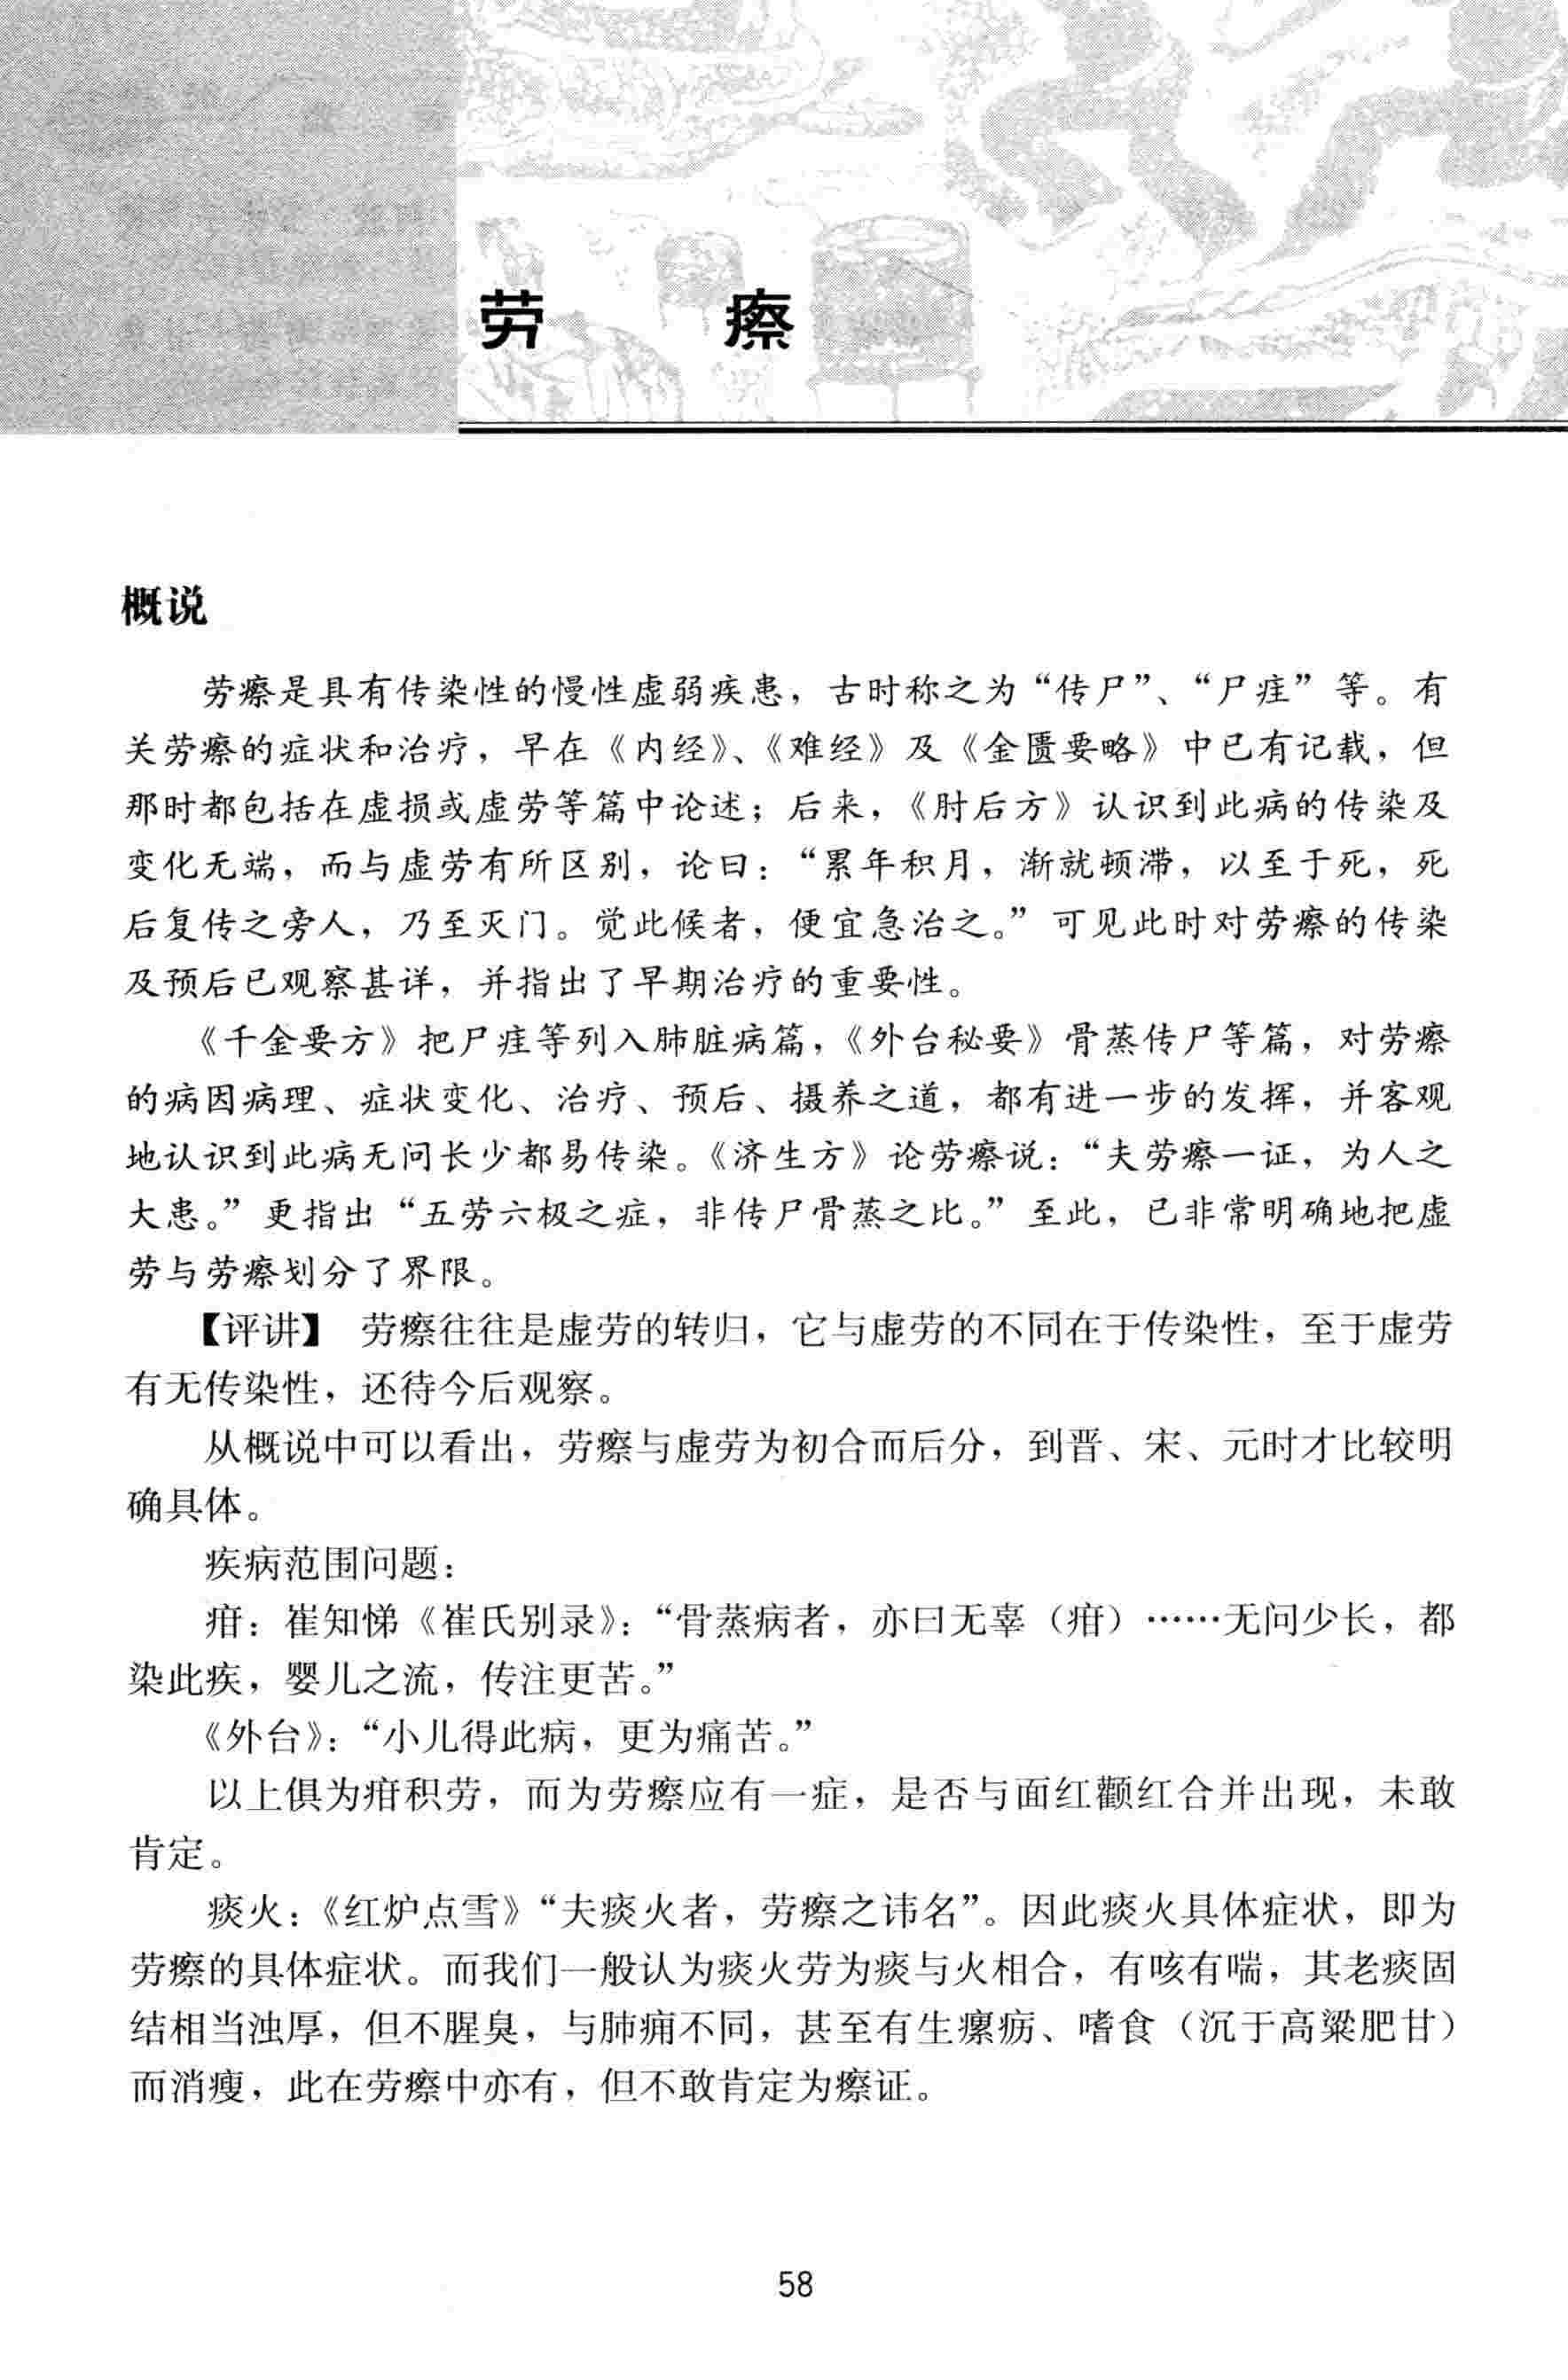 劳　瘵
概说
劳瘵是具有传染性的慢性虚弱疾患，古时称之为“传尸”、“尸疰”等。有
关劳瘵的症状和治疗，早在《内经》、《难经》及《金匮要略》中已有记载，但
那时都包括在虚损或虚劳等篇中论述；后来，《肘后方》认识到此病的传染及
变化无端，而与虚劳有所区别，论曰：“累年积月，渐就顿滞，以至于死，死
后复传之旁人，乃至灭门。觉此候者，便宜急治之。”可见此时对劳瘵的传染
及预后已观察甚详，并指出了早期治疗的重要性。
《千金要方》把尸疰等列入肺脏病篇，《外台秘要》骨蒸传尸等篇，对劳瘵
的病因病理、症状变化、治疗、预后、摄养之道，都有进一步的发挥，并客观
地认识到此病无问长少都易传染。《济生方》论劳瘵说：“夫劳瘵一证，为人之
大患。”更指出“五劳六极之症，非传尸骨蒸之比。”至此，已非常明确地把虚
劳与劳瘵划分了界限。
【评讲】 劳瘵往往是虚劳的转归，它与虚劳的不同在于传染性，至于虚劳
有无传染性，还待今后观察。
从概说中可以看出，劳瘵与虚劳为初合而后分，到晋、宋、元时才比较明
确具体。
疾病范围问题：
疳：崔知悌《崔氏别录》：“骨蒸病者，亦曰无辜（疳）……无问少长，都
染此疾，婴儿之流，传注更苦。”
《外台》：“小儿得此病，更为痛苦。”
以上俱为疳积劳，而为劳瘵应有一症，是否与面红颧红合并出现，未敢
肯定。
痰火：《红炉点雪》“夫痰火者，劳瘵之讳名”。因此痰火具体症状，即为
劳瘵的具体症状。而我们一般认为痰火劳为痰与火相合，有咳有喘，其老痰固
结相当浊厚，但不腥臭，与肺痈不同，甚至有生瘰疬、嗜食（沉于高粱肥甘）
而消瘦，此在劳瘵中亦有，但不敢肯定为瘵证。
58